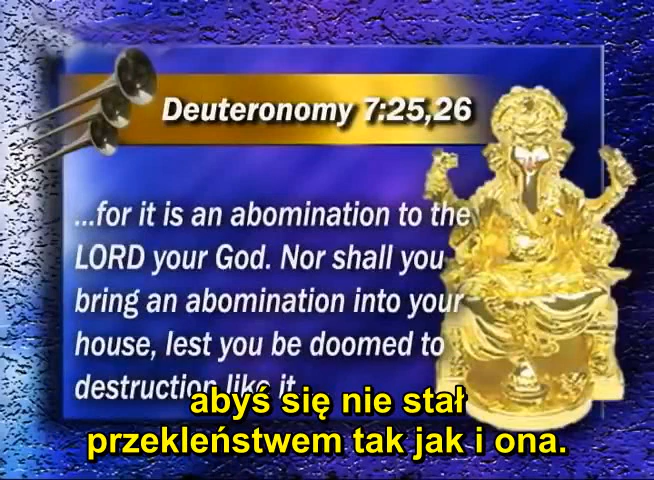 Deuteronomy 7:25,26
...for it is an abomination to the
LORD your God. Nor shall you
bring an abomination into your
house, lest you be doomed to
destruction like it
abyś się nie stał
przekleństwem tak jak i ona.